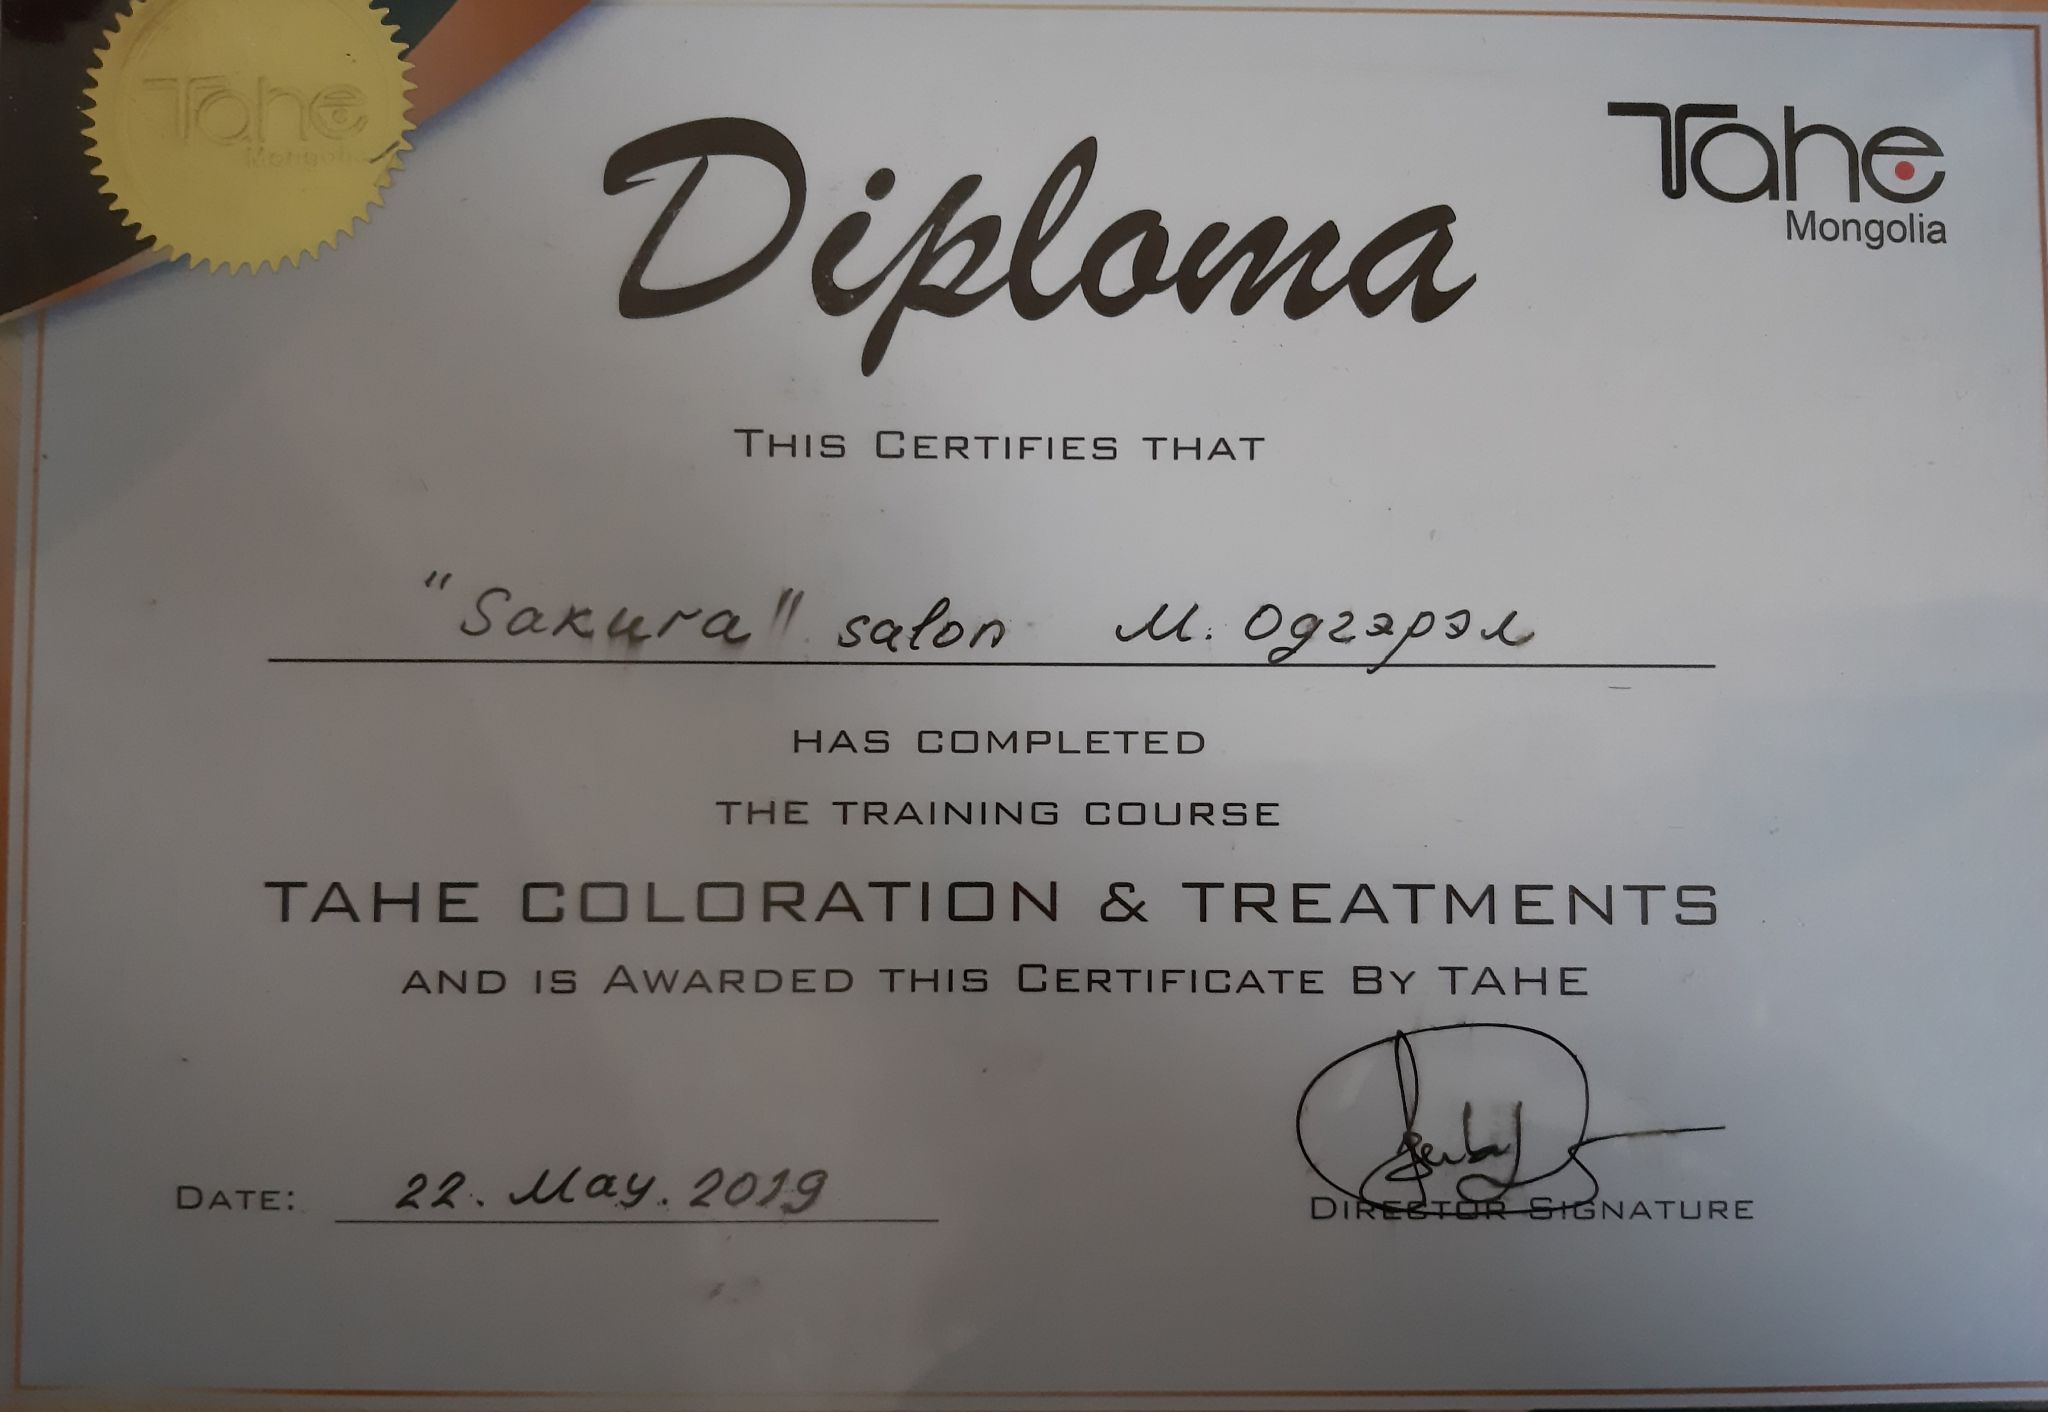 Tahe
Mongolia
Diploma
Tahe
Mongolia
THIS CERTIFIES THAT
"Sakura" salon М. Одгэрэл
HAS COMPLETED
THE TRAINING COURSE
TAHE COLORATION & TREATMENTS
AND IS AWARDED THIS CERTIFICATE BY TAHE
DATE: 22. May. 2019
DIRECTOR SIGNATURE